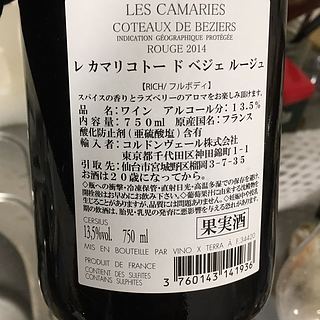 LES CAMARIES
COTEAUX DE BEZIERS
INDICATION GÉOGRAPHIQUE PROTÉGÉE
ROUGE 2014
レ カマリコトー ド ベジェ ルージュ
【RICH/フルボディ】
スパイスの香りとラズベリーのアロマをお楽しみ頂けます。
品名：ワイン アルコール分：13.5%
内容量：750ml 原産国名：フランス
酸化防止剤（亜硫酸塩）含有
輸入者：コルドンヴェール株式会社
東京都千代田区神田錦町1-1
引取先：仙台市宮城野区榴岡3-7-35
お酒は20歳になってから。
CERSIUS
13,5%vol. 750 ml
果実酒
MIS EN BOUTEILLE PAR VINO X TERRA À F-34420
PRODUCE OF FRANCE
CONTIENT DES SULFITES
CONTAINS SULPHITES
3 760143 141936